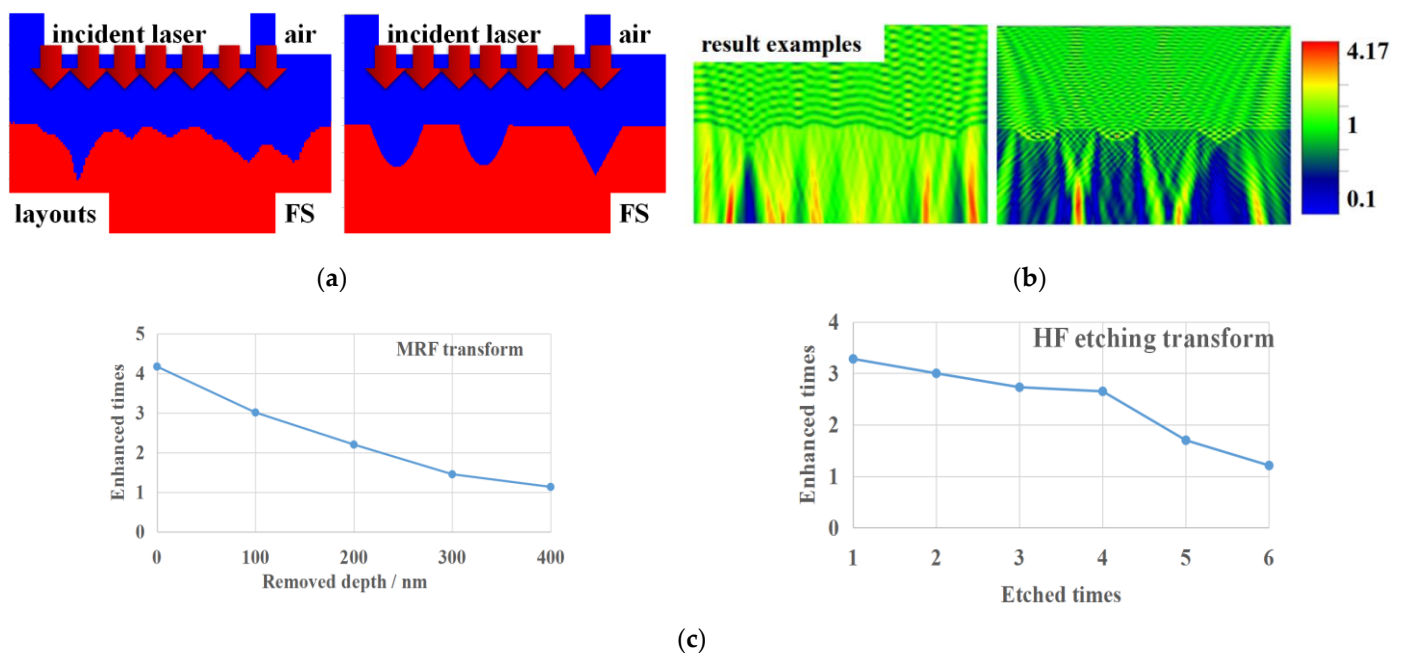 incident laser air
incident laser air
layouts FS
FS
result examples
4.17
1
0.1
(a)
(b)
MRF transform
Enhanced times
5
4
3
2
1
0
0 100 200 300 400
Removed depth / nm
HF etching transform
Enhanced times
4
3
2
1
0
1 2 3 4 5 6
Etched times
(c)